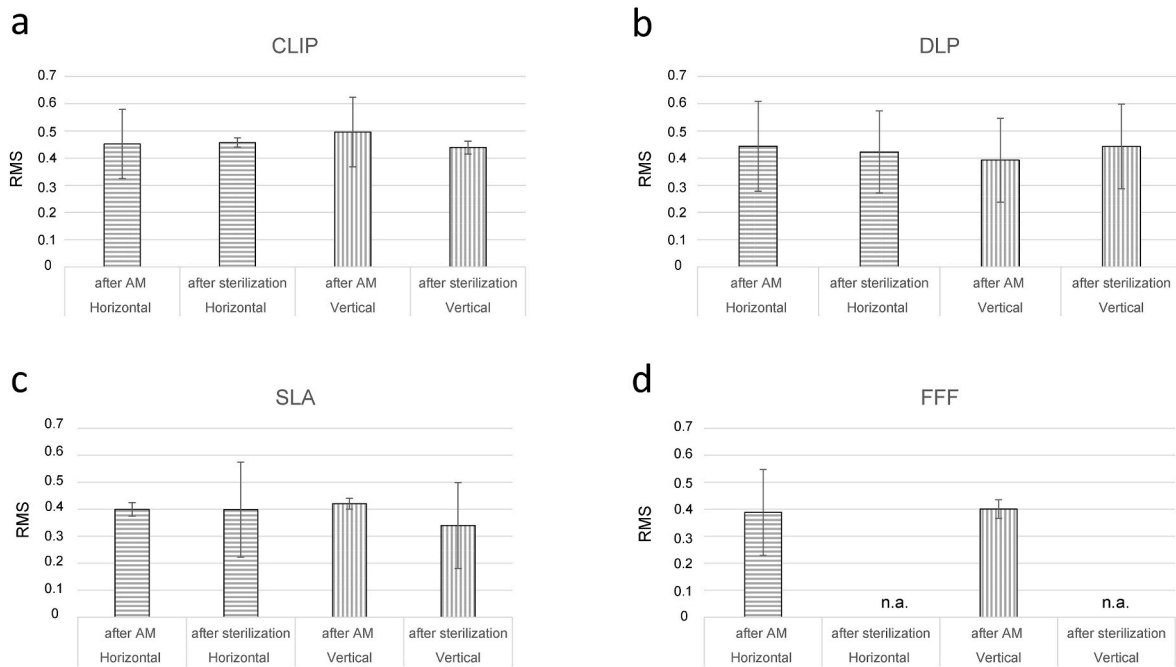 a
CLIP
RMS
0.7
0.6
0.5
0.4
0.3
0.2
0.1
0
after AM
after sterilization
after AM
after sterilization
Horizontal
Horizontal
Vertical
Vertical
b
DLP
RMS
0.7
0.6
0.5
0.4
0.3
0.2
0.1
0
after AM
after sterilization
after AM
after sterilization
Horizontal
Horizontal
Vertical
Vertical
c
SLA
RMS
0.7
0.6
0.5
0.4
0.3
0.2
0.1
0
after AM
after sterilization
after AM
after sterilization
Horizontal
Horizontal
Vertical
Vertical
d
FFF
RMS
0.7
0.6
0.5
0.4
0.3
0.2
0.1
0
n.a.
n.a.
after AM
after sterilization
after AM
after sterilization
Horizontal
Horizontal
Vertical
Vertical